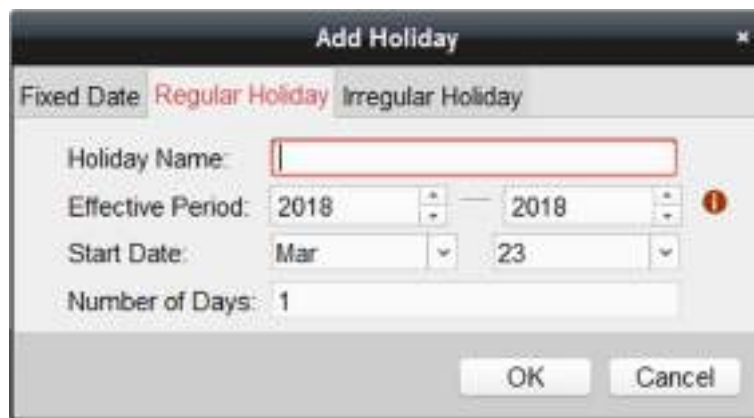 Add Holiday
Fixed Date Regular Holiday Irregular Holiday
Holiday Name:
Effective Period: 2018 — 2018
Start Date: Mar 23
Number of Days: 1
OK Cancel